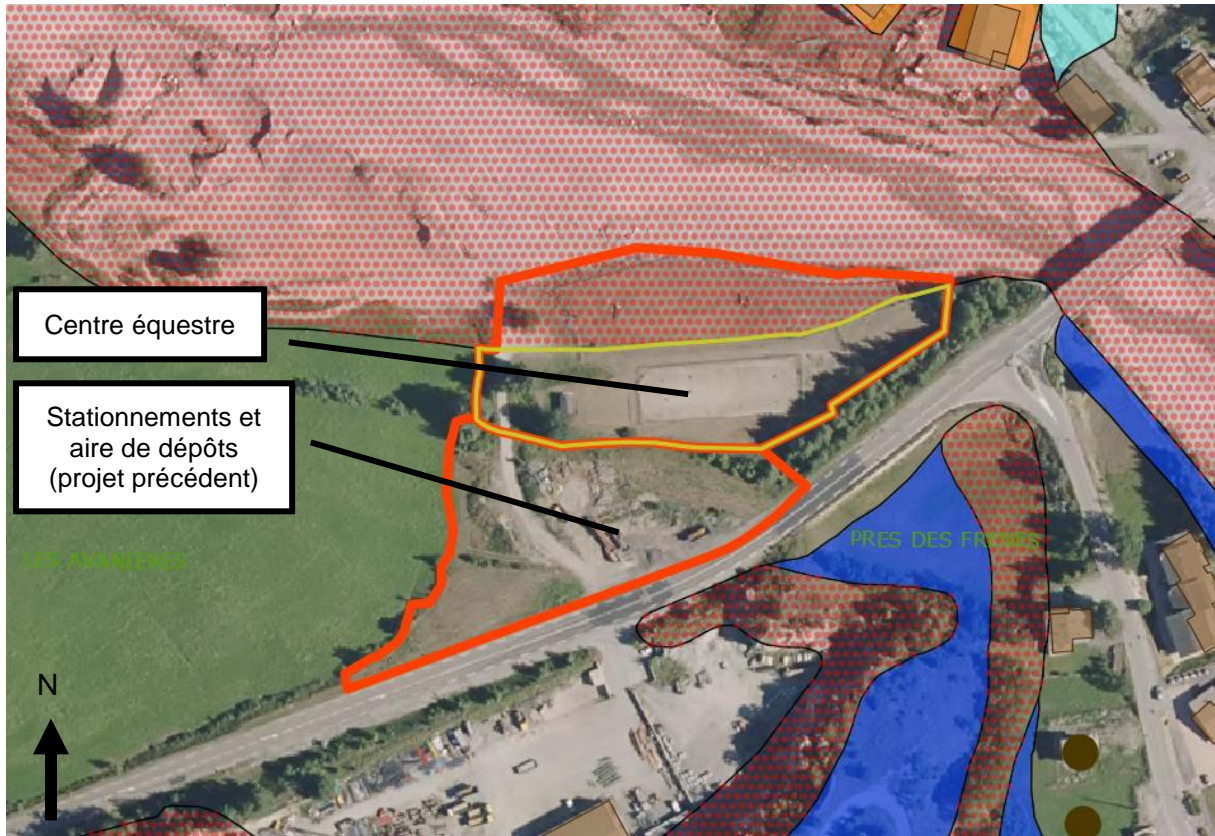 Centre équestre
Stationnements et
aire de dépôts
(projet précédent)
LES AVANIERES
PRES DES FRENES
N